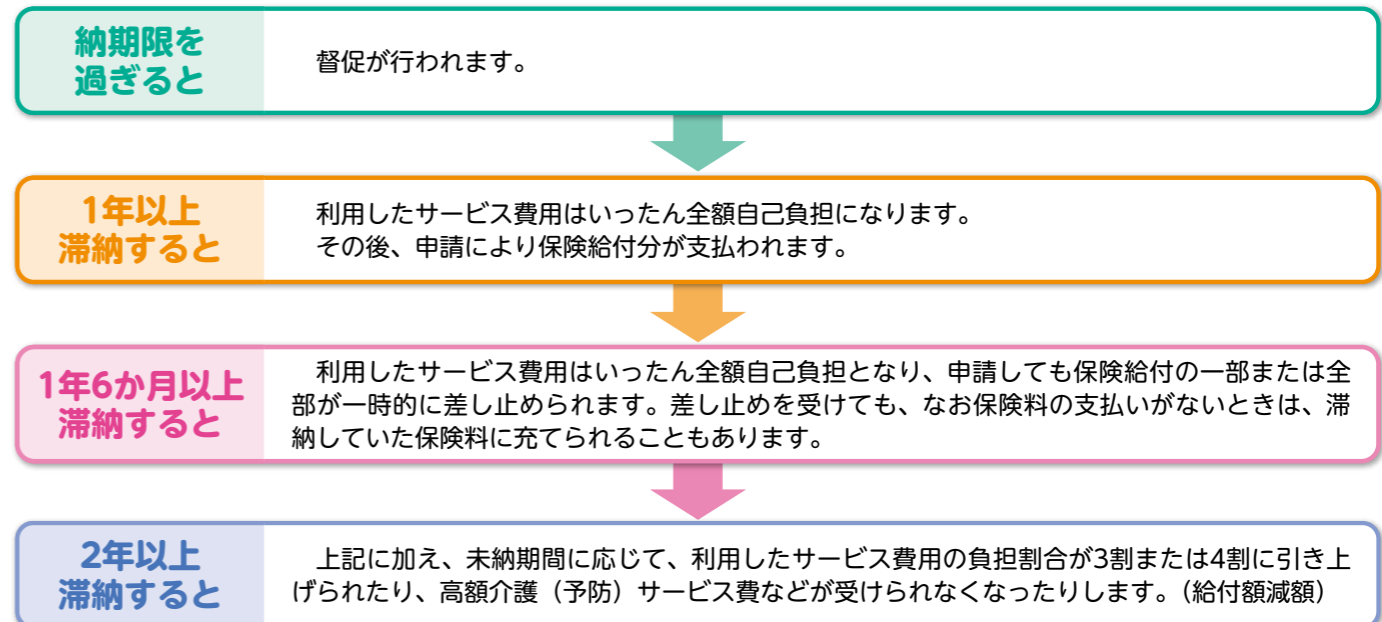 納期限を
過ぎると
督促が行われます。
1年以上
滞納すると
利用したサービス費用はいったん全額自己負担になります。
その後、申請により保険給付分が支払われます。
1年6か月以上
滞納すると
利用したサービス費用はいったん全額自己負担となり、申請しても保険給付の一部または全
部が一時的に差し止められます。差し止めを受けても、なお保険料の支払いがないときは、滞
納していた保険料に充てられることもあります。
2年以上
滞納すると
上記に加え、未納期間に応じて、利用したサービス費用の負担割合が3割または4割に引き上
げられたり、高額介護（予防）サービス費などが受けられなくなったりします。（給付額減額）